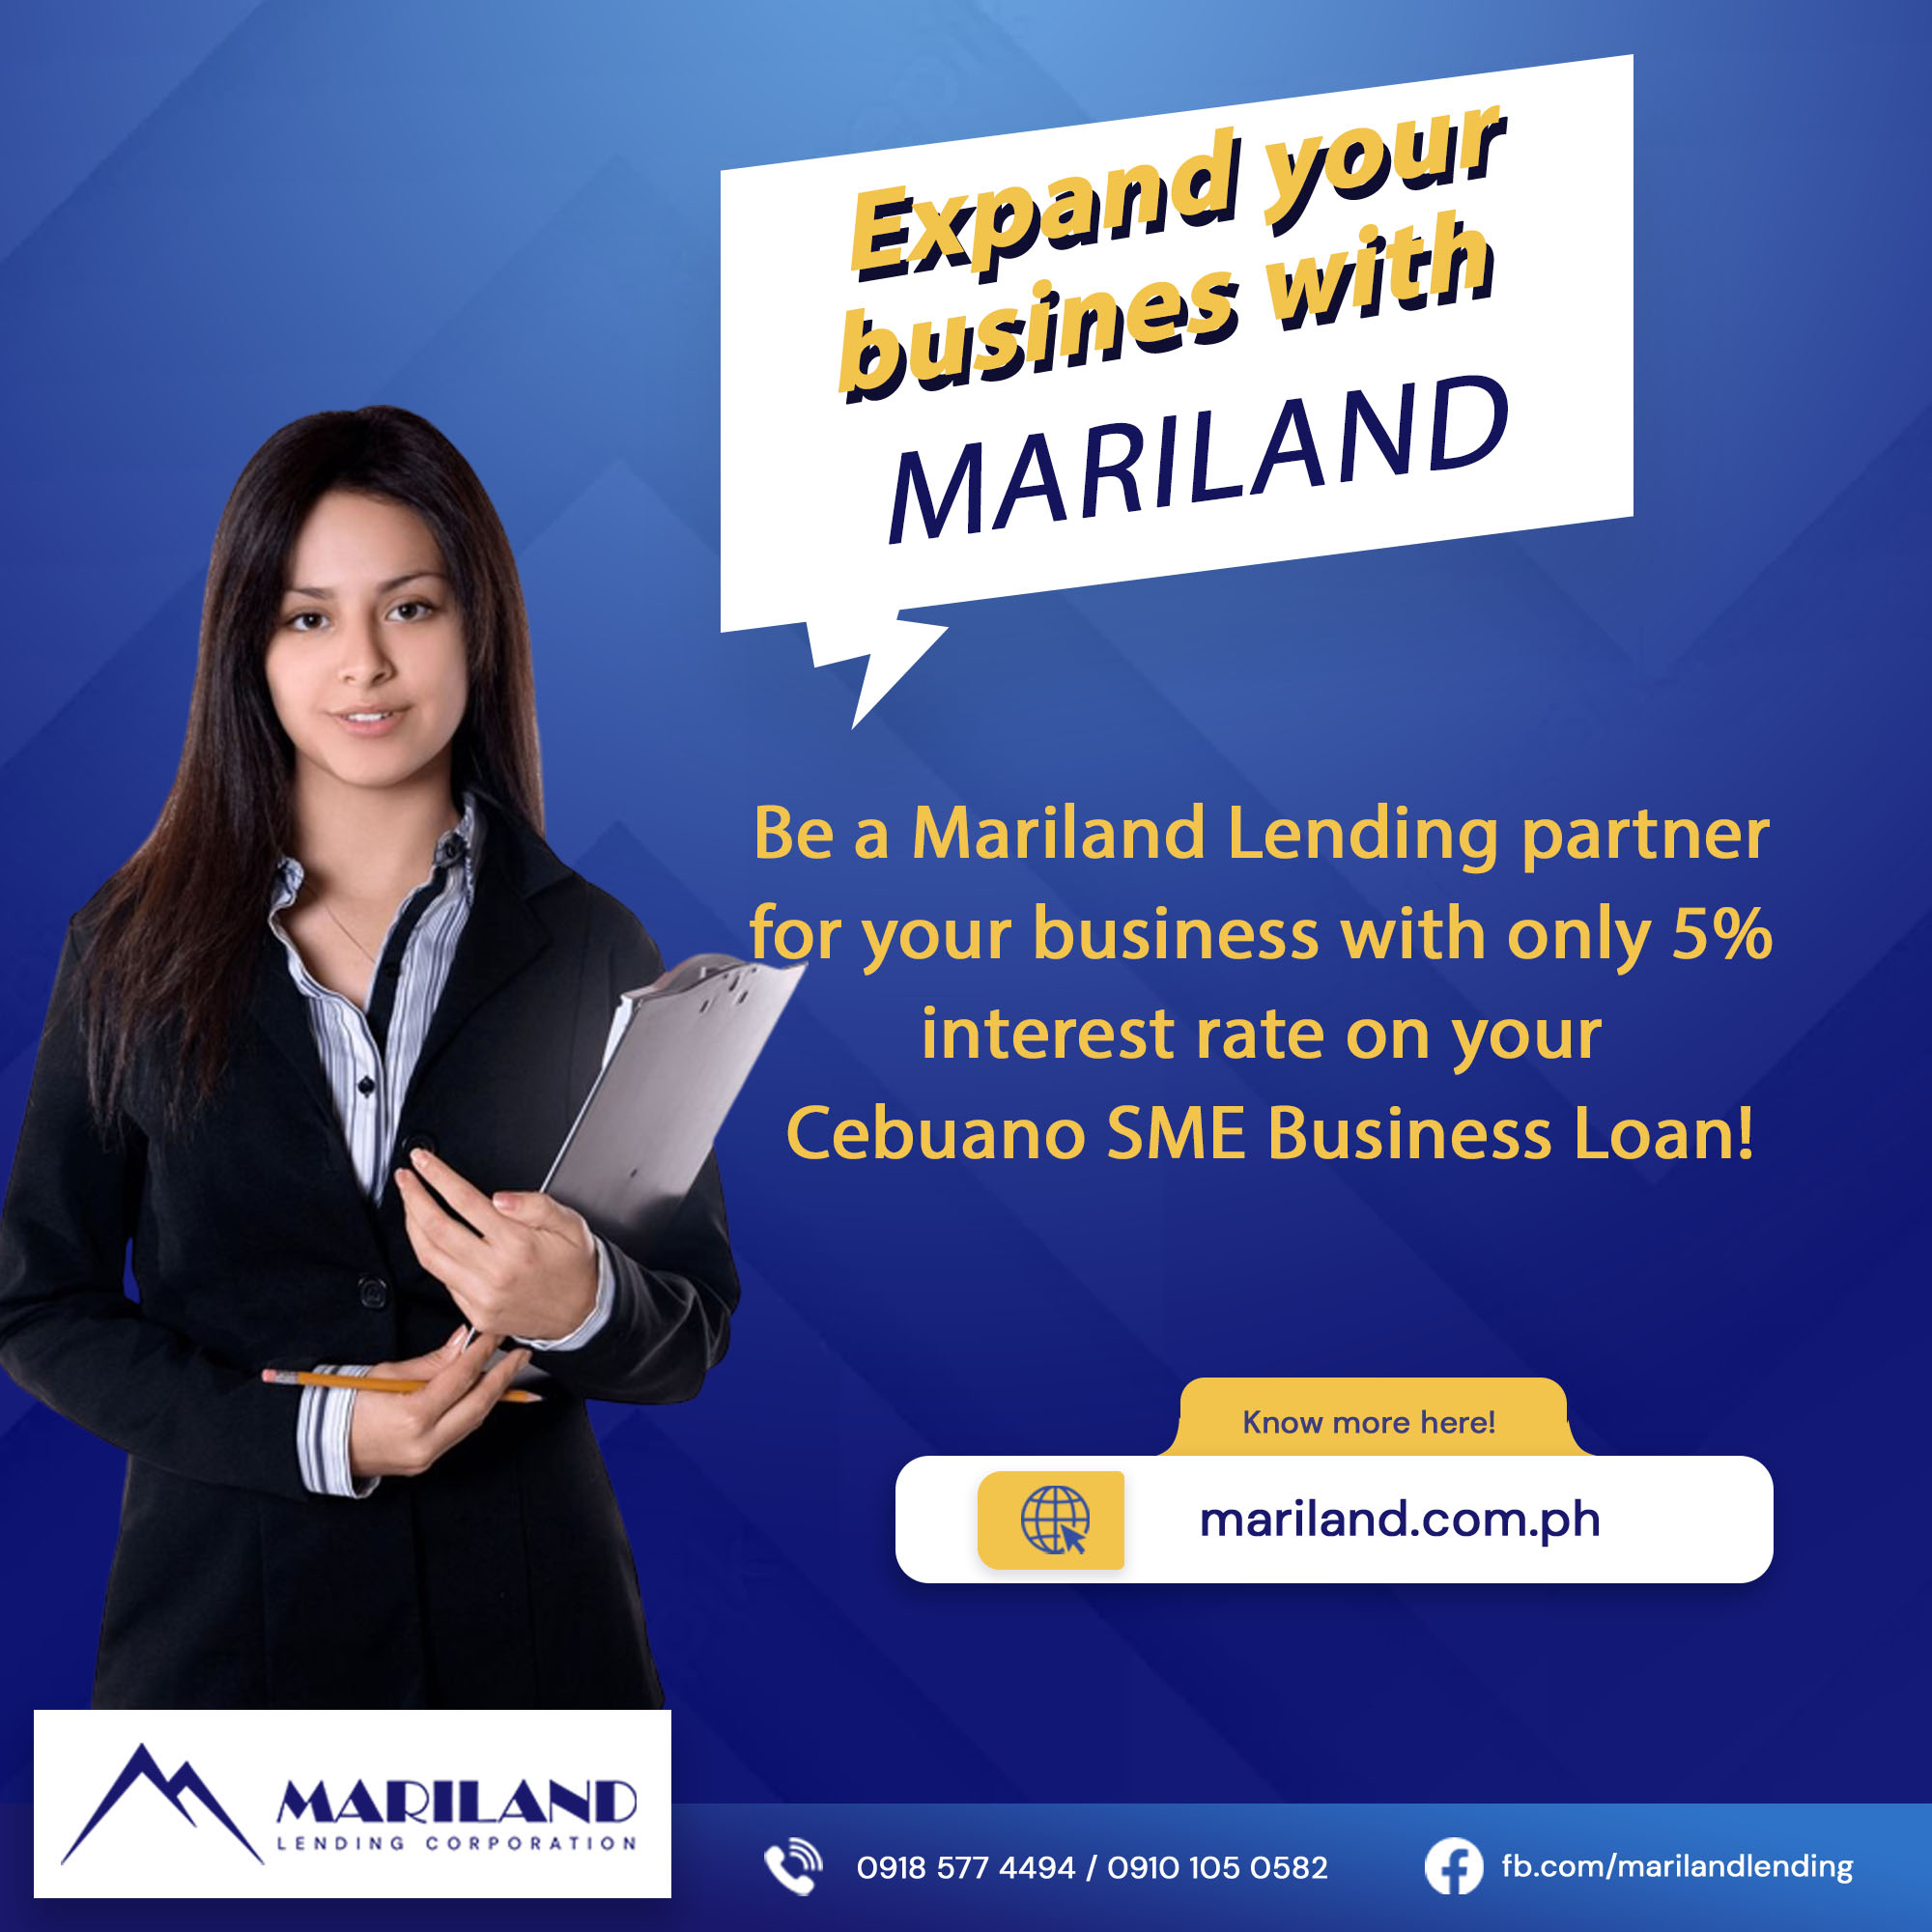 Expand your
busines with
MARILAND
Be a Mariland Lending partner
for your business with only 5%
interest rate on your
Cebuano SME Business Loan!
Know more here!
mariland.com.ph
MARILAND
LENDING CORPORATION
0918 577 4494 / 0910 105 0582
fb.com/marilandlending